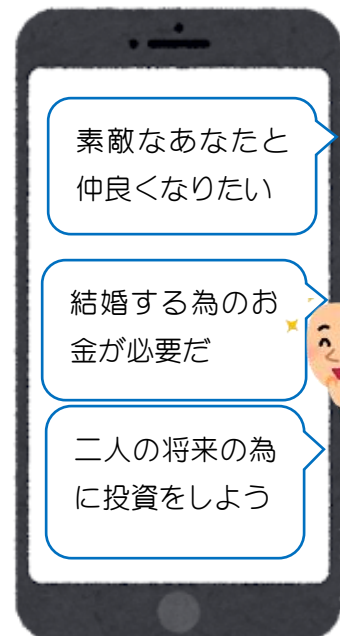 素敵なあなたと
仲良くなりたい
結婚する為のお
金が必要だ
二人の将来の為
に投資をしよう